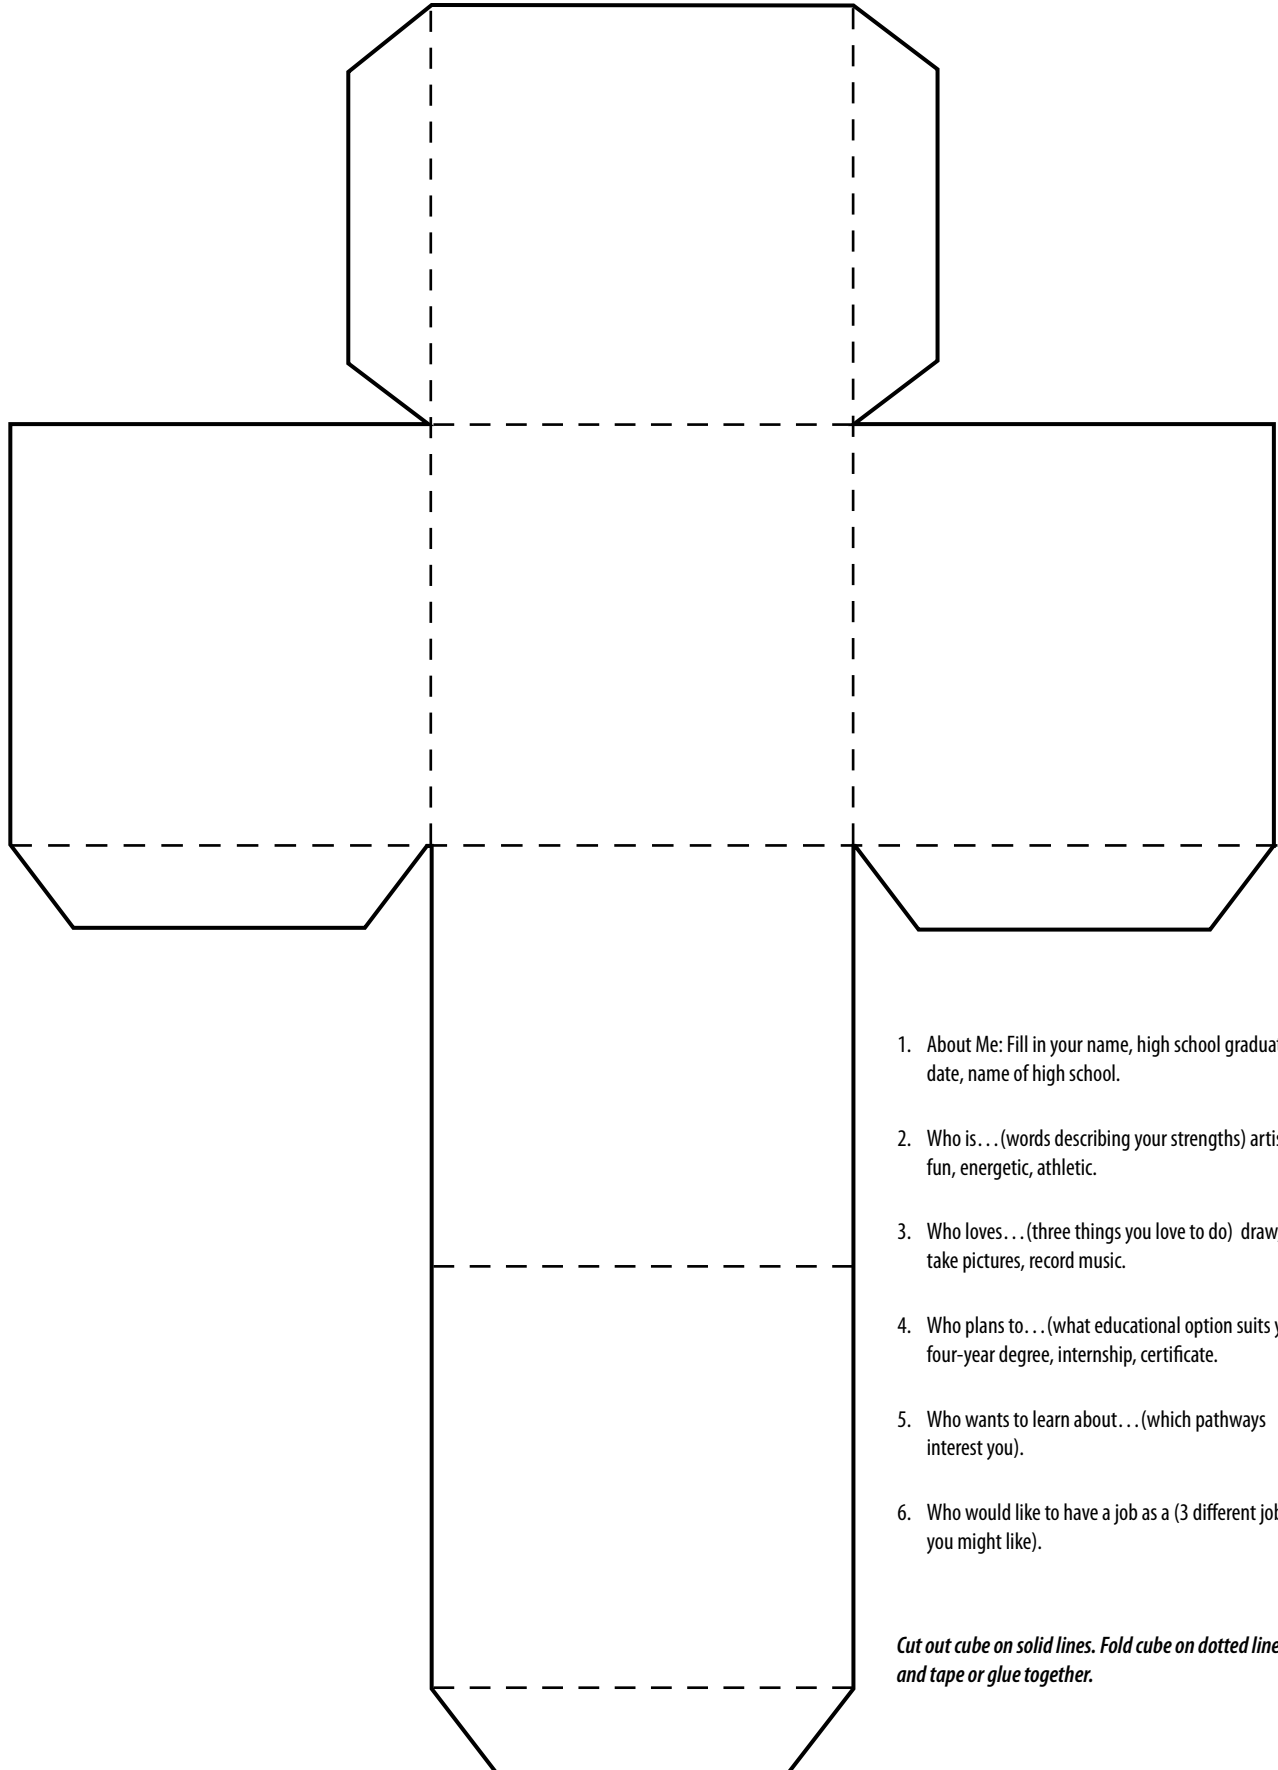 1. About Me: Fill in your name, high school
date, name of high school.
2. Who is…(words describing your strengths)
fun, energetic, athletic.
3. Who loves…(three things you love to do) draw
take pictures, record music.
4. Who plans to…(what educational option suits
four-year degree, internship, certificate.
5. Who wants to learn about…(which pathways
interest you).
6. Who would like to have a job as a (3 different
you might like).
Cut out cube on solid lines. Fold cube on dotted
and tape or glue together.